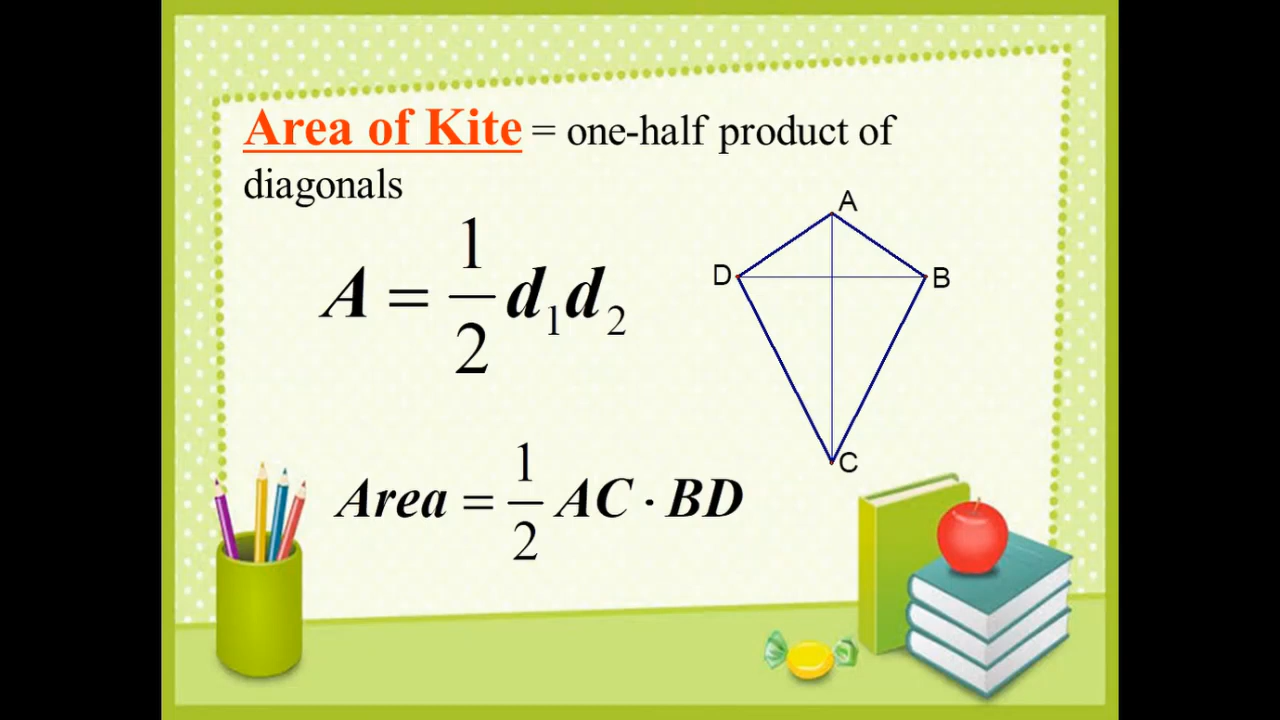 Area of Kite = one-half product of
diagonals
A
A = 1/2 d₁d₂
D
B
Area = 1/2 AC · BD
C